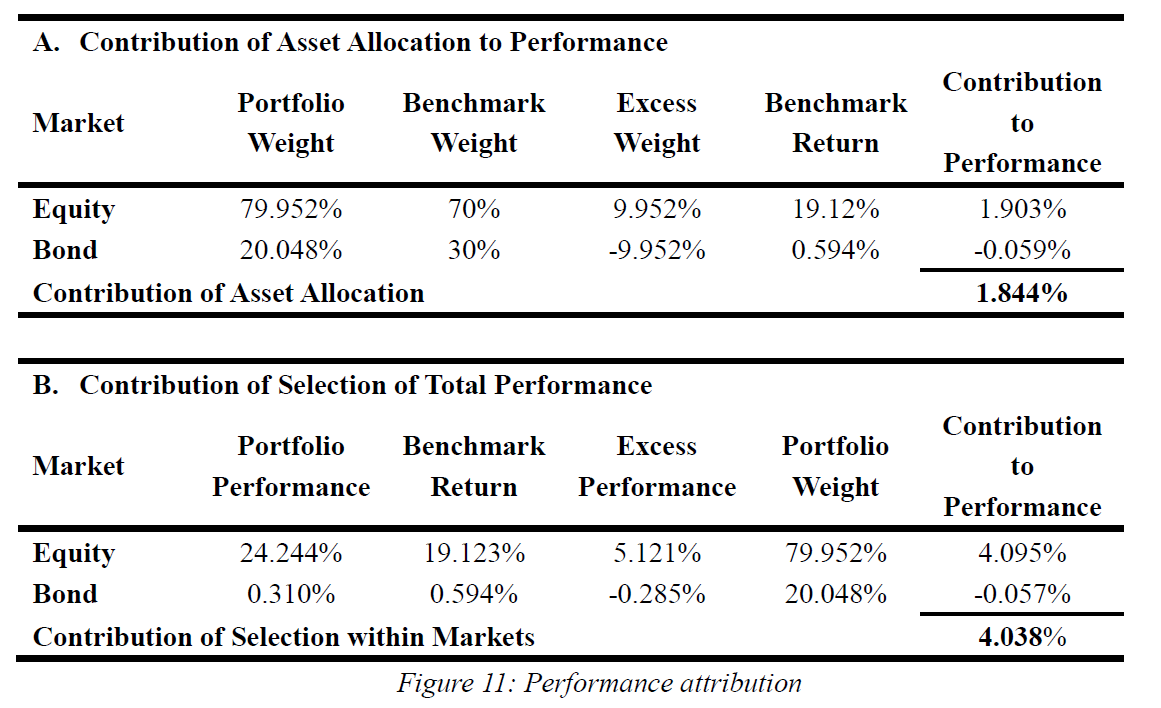 A. Contribution of Asset Allocation to Performance
Market Portfolio Weight Benchmark Weight Excess Weight Benchmark Return Contribution to Performance
Equity 79.952% 70% 9.952% 19.12% 1.903%
Bond 20.048% 30% -9.952% 0.594% -0.059%
Contribution of Asset Allocation 1.844%
B. Contribution of Selection of Total Performance
Market Portfolio Performance Benchmark Return Excess Performance Portfolio Weight Contribution to Performance
Equity 24.244% 19.123% 5.121% 79.952% 4.095%
Bond 0.310% 0.594% -0.285% 20.048% -0.057%
Contribution of Selection within Markets 4.038%
Figure 11: Performance attribution